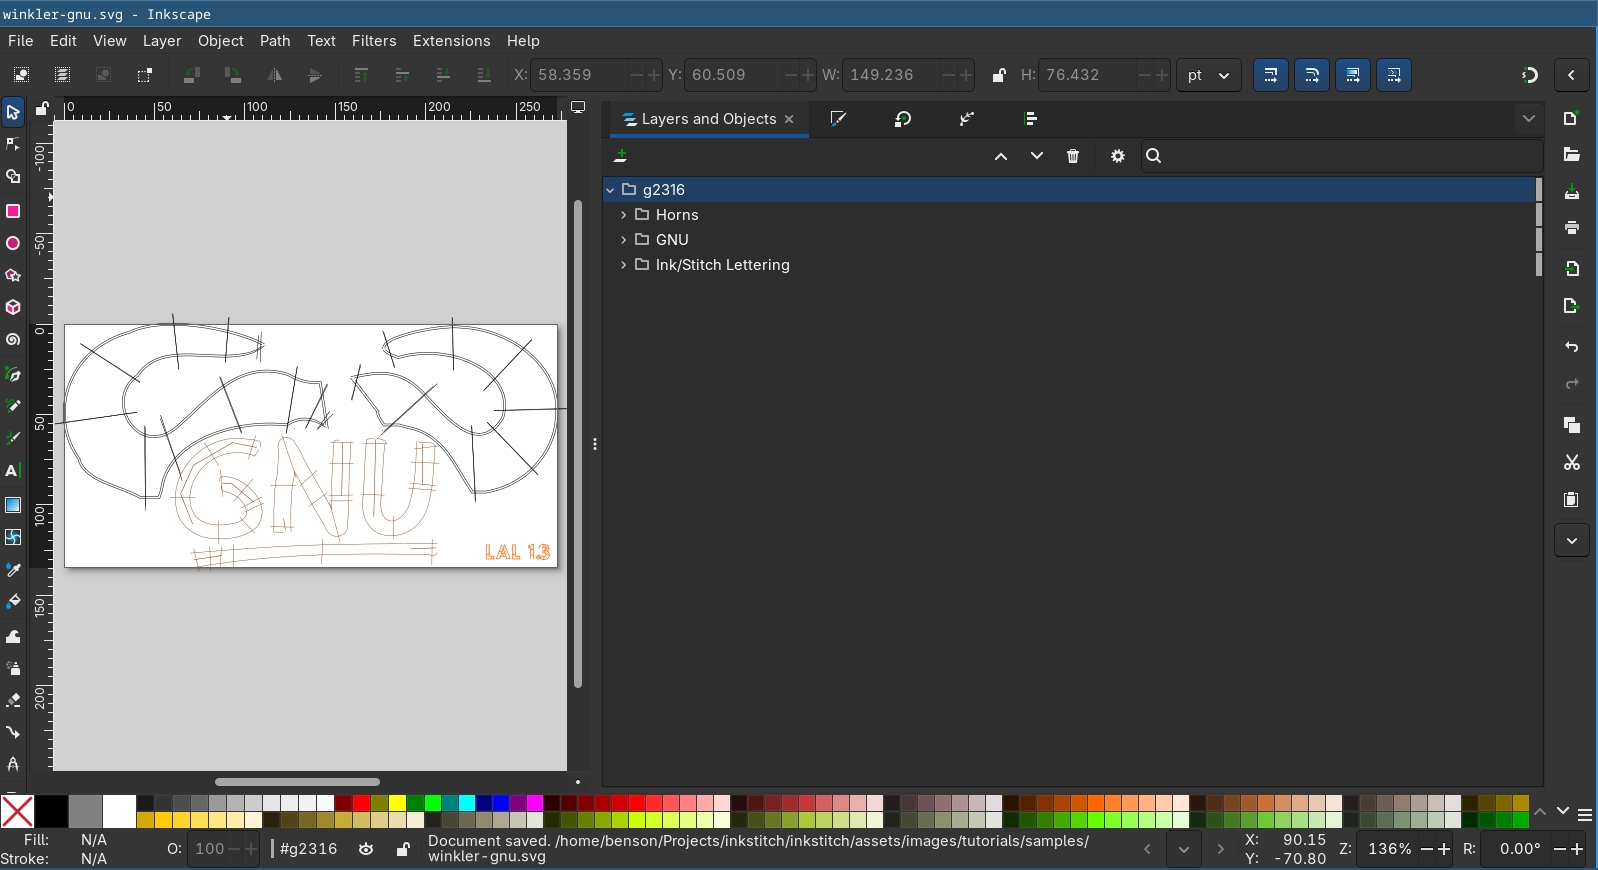 winkler-gnu.svg - Inkscape
File Edit View Layer Object Path Text Filters Extensions Help
X: 58.359 Y: 60.509 W: 149.236 H: 76.432 pt
0 50 100 150 200 250
Layers and Objects
-100
-50
0
50
100
150
200
g2316
Horns
GNU
Ink/Stitch Lettering
GNU
LAL 13
Fill: N/A
Stroke: N/A
O: 100
#g2316
Document saved. /home/benson/Projects/inkstitch/inkstitch/assets/images/tutorials/samples/
winkler-gnu.svg
X: 90.15
Y: -70.80
Z: 136%
R: 0.00°